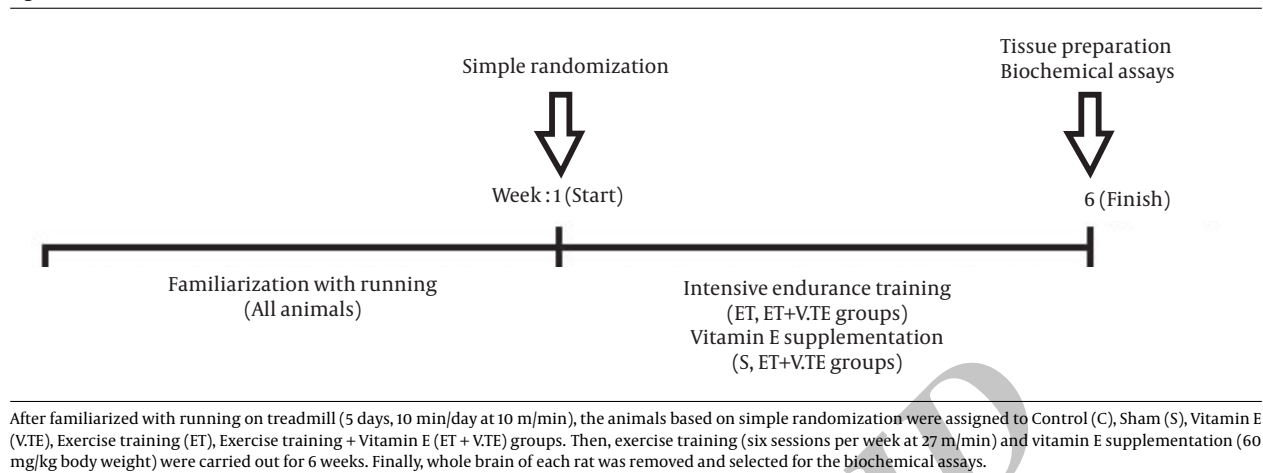 Simple randomization
Tissue preparation
Biochemical assays
Week : 1 (Start)
6 (Finish)
Familiarization with running
(All animals)
Intensive endurance training
(ET, ET+V.TE groups)
Vitamin E supplementation
(S, ET+V.TE groups)
After familiarized with running on treadmill (5 days, 10 min/day at 10 m/min), the animals based on simple randomization were assigned to Control (C), Sham (S), Vitamin E
(V.TE), Exercise training (ET), Exercise training + Vitamin E (ET + V.TE) groups. Then, exercise training (six sessions per week at 27 m/min) and vitamin E supplementation (60
mg/kg body weight) were carried out for 6 weeks. Finally, whole brain of each rat was removed and selected for the biochemical assays.